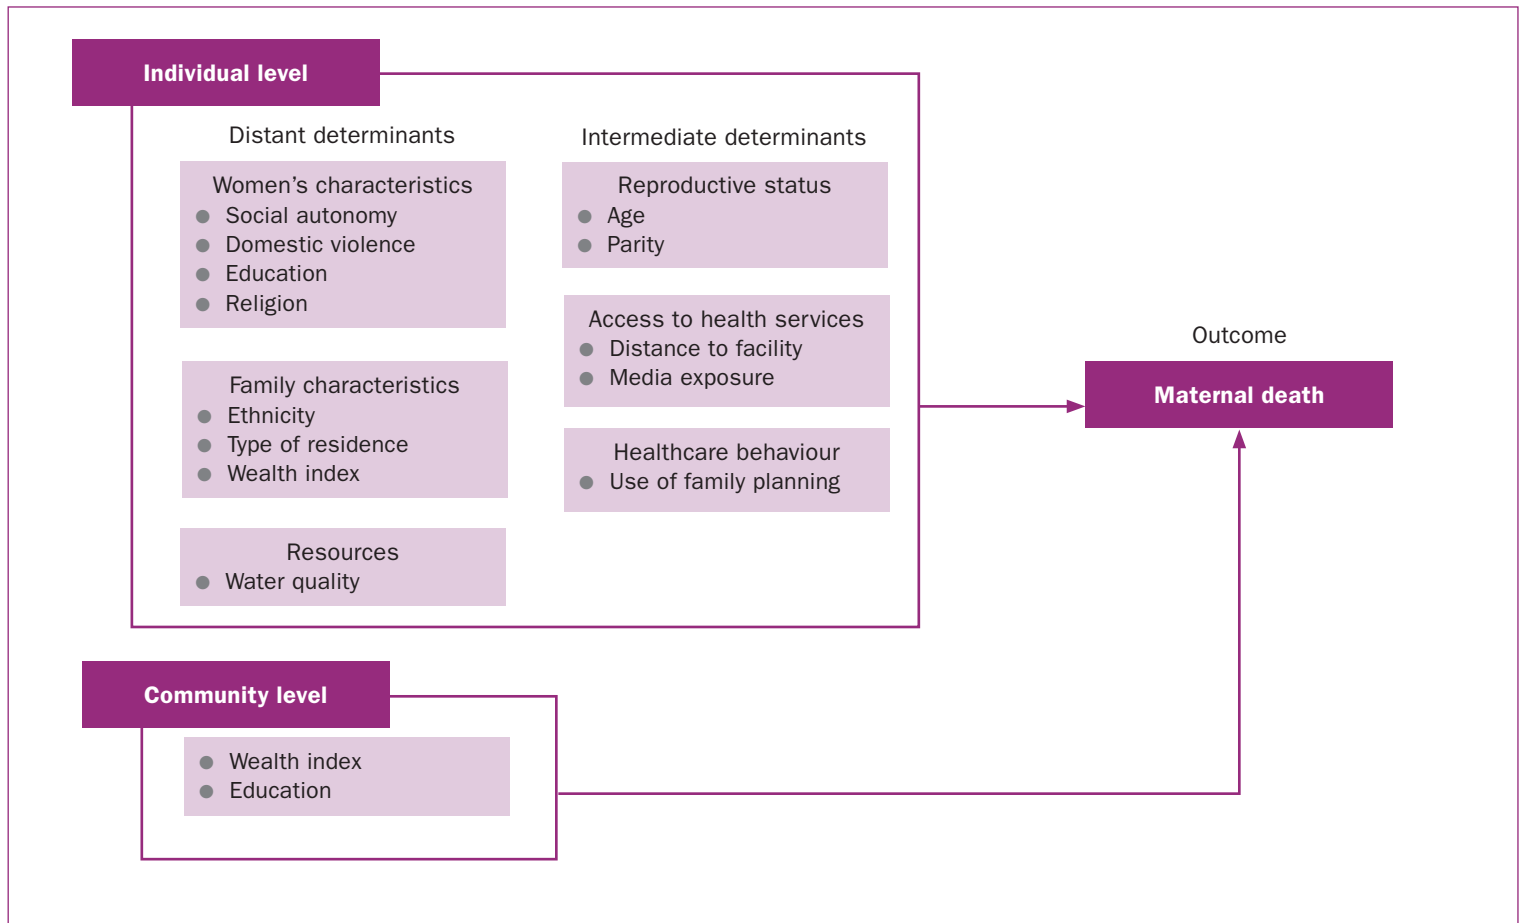 Individual level
Distant determinants
Women's characteristics
Social autonomy
Domestic violence
Education
Religion
Family characteristics
Ethnicity
Type of residence
Wealth index
Resources
Water quality
Intermediate determinants
Reproductive status
Age
Parity
Access to health services
Distance to facility
Media exposure
Healthcare behaviour
Use of family planning
Community level
Wealth index
Education
Outcome
Maternal death